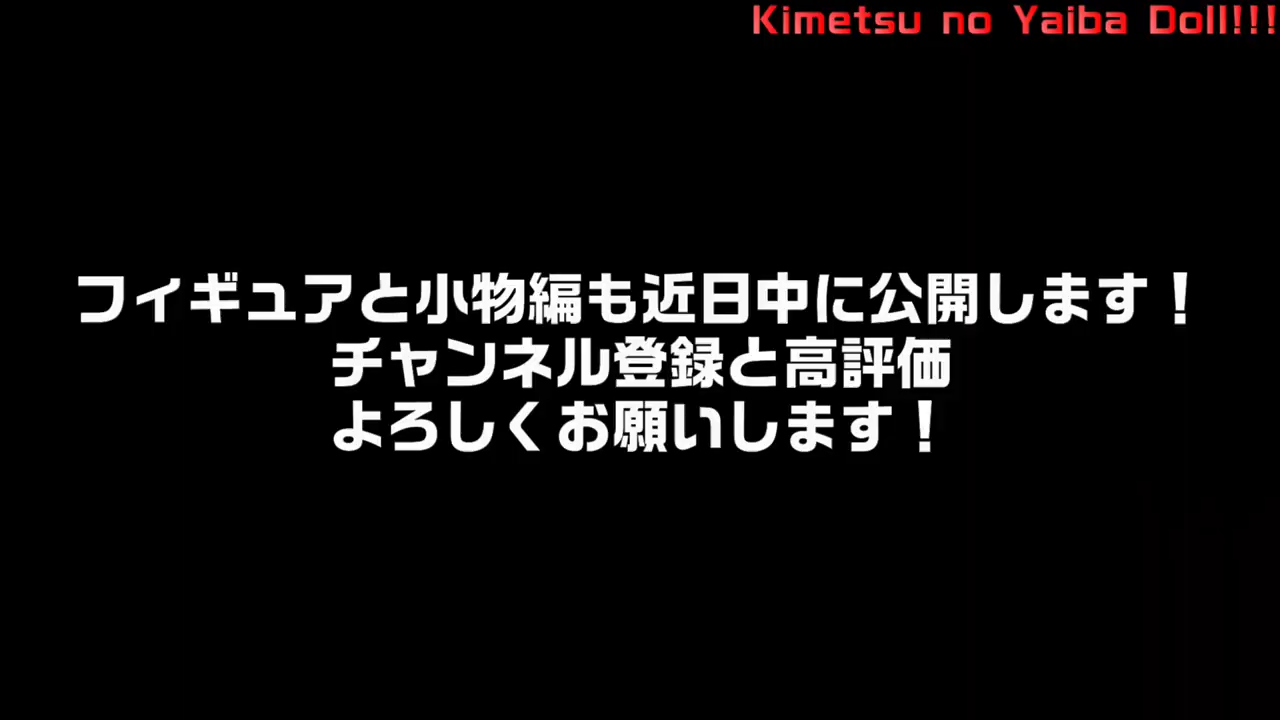 Kimetsu no Yaiba Doll!!!
フィギュアと小物編も近日中に公開します！
チャンネル登録と高評価
よろしくお願いします！